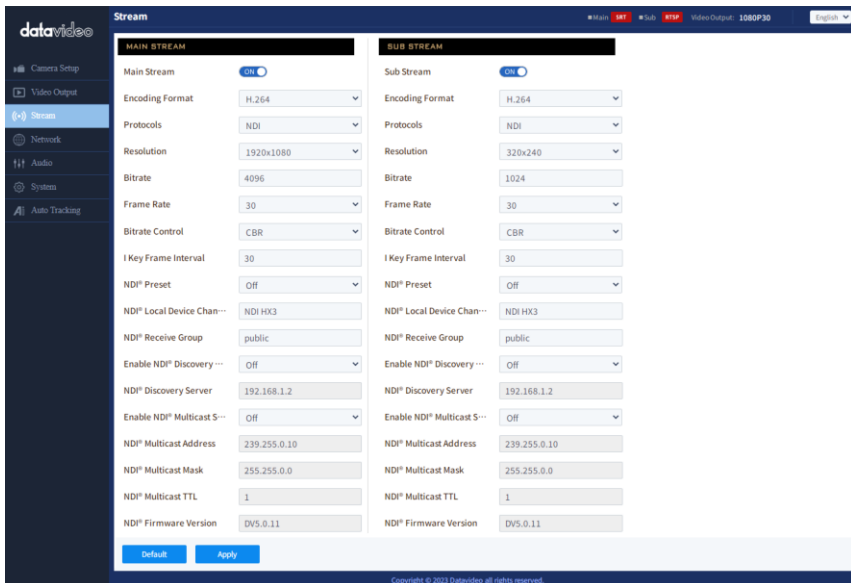 datavideo
Stream
Main SRT Sub RTSP Video Output: 1080P30 English
Camera Setup
Video Output
Stream
Network
Audio
System
Auto Tracking
MAIN STREAM
Main Stream ON
Encoding Format H.264
Protocols NDI
Resolution 1920x1080
Bitrate 4096
Frame Rate 30
Bitrate Control CBR
I Key Frame Interval 30
NDI® Preset Off
NDI® Local Device Chan··· NDI HX3
NDI® Receive Group public
Enable NDI® Discovery ··· Off
NDI® Discovery Server 192.168.1.2
Enable NDI® Multicast S··· Off
NDI® Multicast Address 239.255.0.10
NDI® Multicast Mask 255.255.0.0
NDI® Multicast TTL 1
NDI® Firmware Version DV5.0.11
SUB STREAM
Sub Stream ON
Encoding Format H.264
Protocols NDI
Resolution 320x240
Bitrate 1024
Frame Rate 30
Bitrate Control CBR
I Key Frame Interval 30
NDI® Preset Off
NDI® Local Device Chan··· NDI HX3
NDI® Receive Group public
Enable NDI® Discovery ··· Off
NDI® Discovery Server 192.168.1.2
Enable NDI® Multicast S··· Off
NDI® Multicast Address 239.255.0.10
NDI® Multicast Mask 255.255.0.0
NDI® Multicast TTL 1
NDI® Firmware Version DV5.0.11
Default Apply
Copyright © 2023 Datavideo all rights reserved.